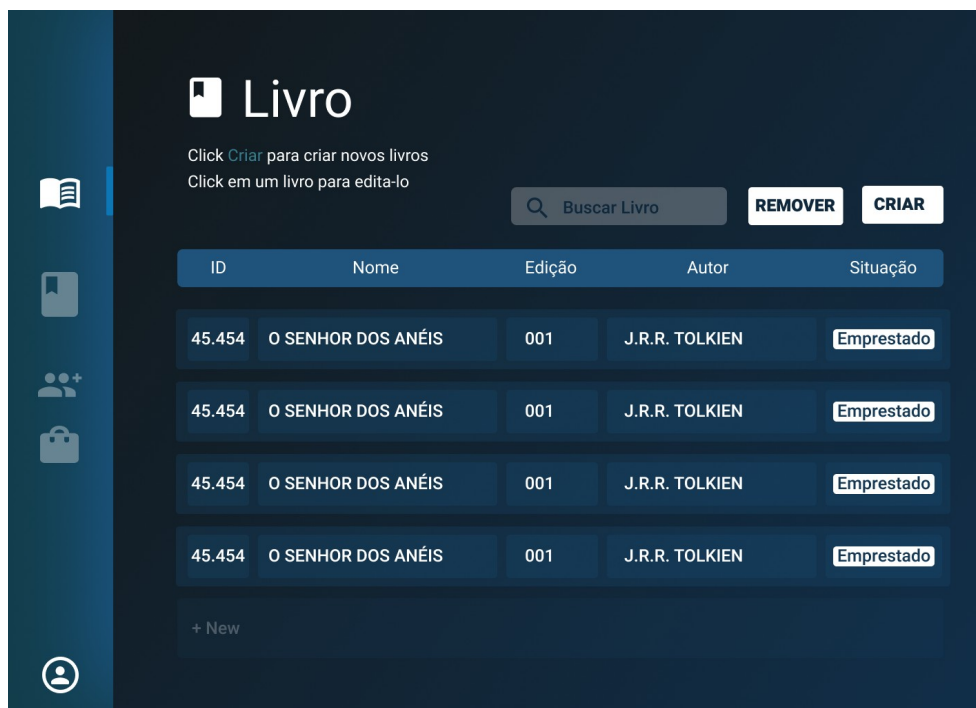 Livro
Click Criar para criar novos livros
Click em um livro para edita-lo
Buscar Livro REMOVER CRIAR
ID Nome Edição Autor Situação
45.454 O SENHOR DOS ANÉIS 001 J.R.R. TOLKIEN Emprestado
45.454 O SENHOR DOS ANÉIS 001 J.R.R. TOLKIEN Emprestado
45.454 O SENHOR DOS ANÉIS 001 J.R.R. TOLKIEN Emprestado
45.454 O SENHOR DOS ANÉIS 001 J.R.R. TOLKIEN Emprestado
+ New